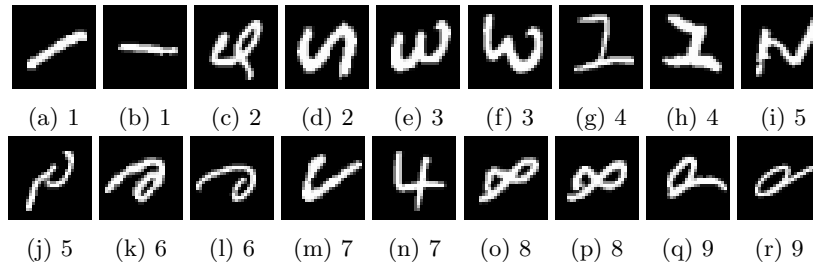 (a) 1 (b) 1 (c) 2 (d) 2 (e) 3 (f) 3 (g) 4 (h) 4 (i) 5
(j) 5 (k) 6 (l) 6 (m) 7 (n) 7 (o) 8 (p) 8 (q) 9 (r) 9